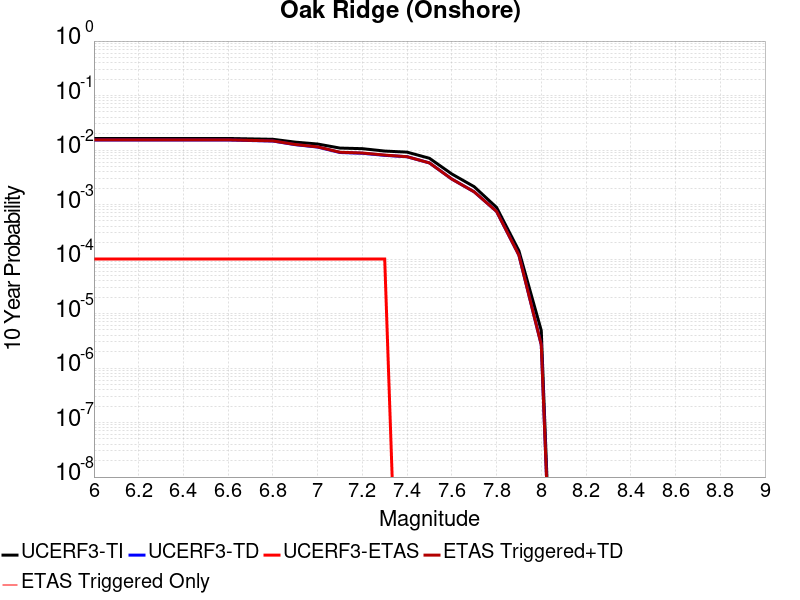 Oak Ridge (Onshore)
10^0
10^-1
10^-2
10^-3
10^-4
10^-5
10^-6
10^-7
10^-8
10 Year Probability
6 6.2 6.4 6.6 6.8 7 7.2 7.4 7.6 7.8 8 8.2 8.4 8.6 8.8 9
Magnitude
UCERF3-TI UCERF3-TD UCERF3-ETAS ETAS Triggered+TD
ETAS Triggered Only